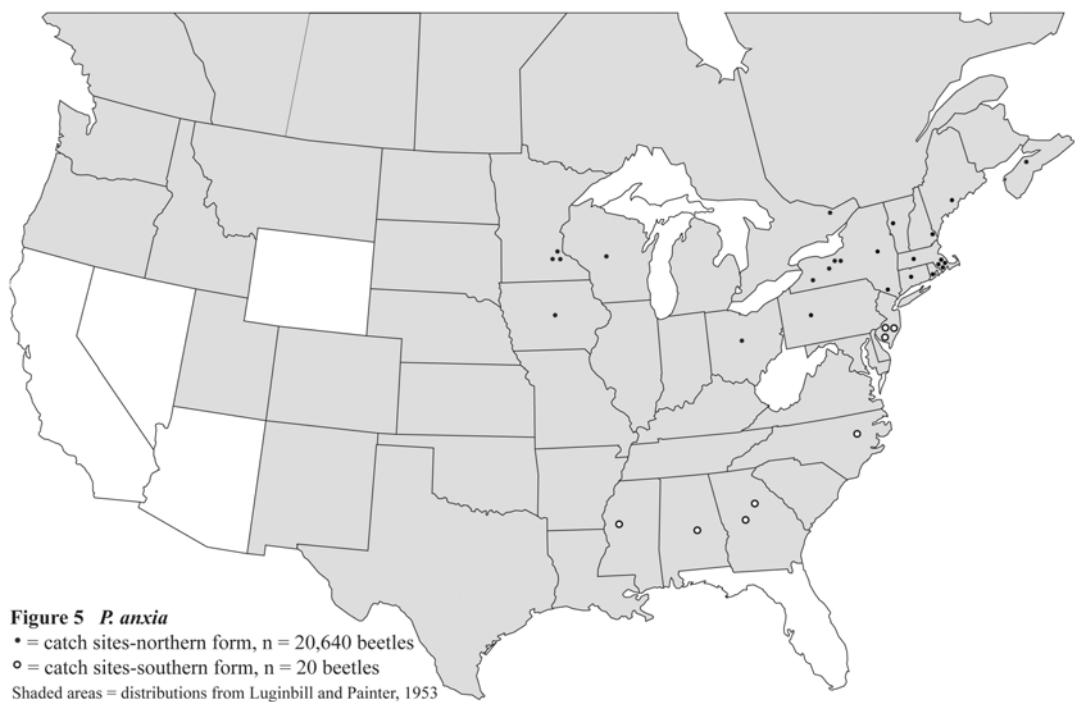 Figure 5 P. anxia
• = catch sites-northern form, n = 20,640 beetles
o = catch sites-southern form, n = 20 beetles
Shaded areas = distributions from Luginbill and Painter, 1953